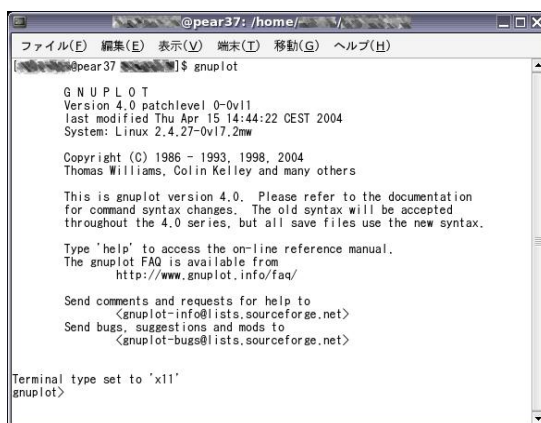 @pear37: /home/
ファイル(F) 編集(E) 表示(V) 端末(T) 移動(G) ヘルプ(H)
[@pear37 ]$ gnuplot
G N U P L O T
Version 4.0 patchlevel 0-0vl1
last modified Thu Apr 15 14:44:22 CEST 2004
System: Linux 2.4.27-0vl7.2mw
Copyright (C) 1986 - 1993, 1998, 2004
Thomas Williams, Colin Kelley and many others
This is gnuplot version 4.0.  Please refer to the documentation
for command syntax changes.  The old syntax will be accepted
throughout the 4.0 series, but all save files use the new syntax.
Type `help` to access the on-line reference manual.
The gnuplot FAQ is available from
http://www.gnuplot.info/faq/
Send comments and requests for help to
<gnuplot-info@lists.sourceforge.net>
Send bugs, suggestions and mods to
<gnuplot-bugs@lists.sourceforge.net>
Terminal type set to 'x11'
gnuplot>